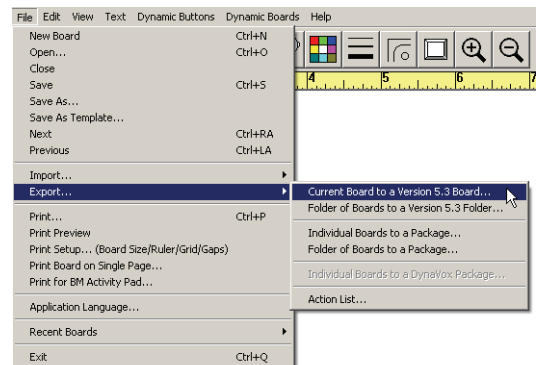 File Edit View Text Dynamic Buttons Dynamic Boards Help
New Board Ctrl+N
Open... Ctrl+O
Close
Save Ctrl+S
Save As...
Save As Template...
Next Ctrl+RA
Previous Ctrl+LA
Import...
Export...
Print... Ctrl+P
Print Preview
Print Setup... (Board Size/Ruler/Grid/Gaps)
Print Board on Single Page...
Print for BM Activity Pad...
Application Language...
Recent Boards
Exit Ctrl+Q
4 5 6 7
Current Board to a Version 5.3 Board...
Folder of Boards to a Version 5.3 Folder...
Individual Boards to a Package...
Folder of Boards to a Package...
Individual Boards to a DynaVox Package...
Action List...